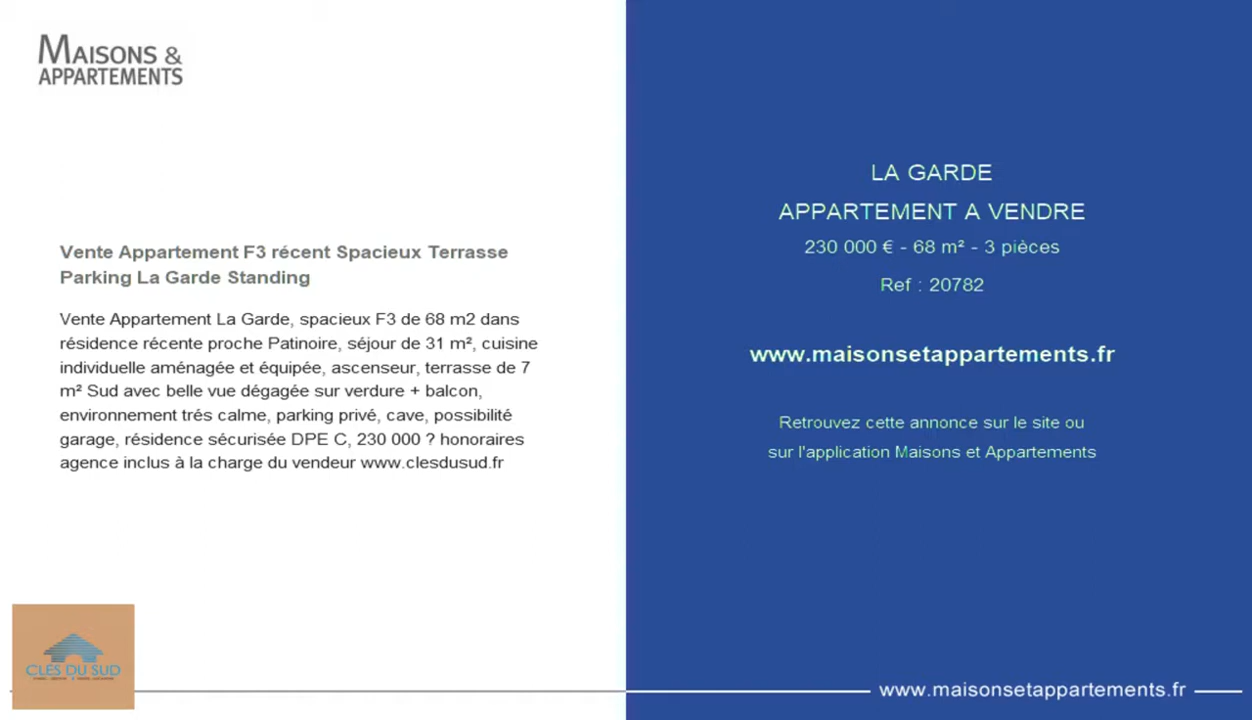 MAISONS &
APPARTEMENTS
Vente Appartement F3 récent Spacieux Terrasse
Parking La Garde Standing
Vente Appartement La Garde, spacieux F3 de 68 m2 dans
résidence récente proche Patinoire, séjour de 31 m², cuisine
individuelle aménagée et équipée, ascenseur, terrasse de 7
m² Sud avec belle vue dégagée sur verdure + balcon,
environnement trés calme, parking privé, cave, possibilité
garage, résidence sécurisée DPE C, 230 000 ? honoraires
agence inclus à la charge du vendeur www.clesdusud.fr
CLES DU SUD
LA GARDE
APPARTEMENT A VENDRE
230 000 € - 68 m² - 3 pièces
Ref : 20782
www.maisonsetappartements.fr
Retrouvez cette annonce sur le site ou
sur l'application Maisons et Appartements
www.maisonsetappartements.fr